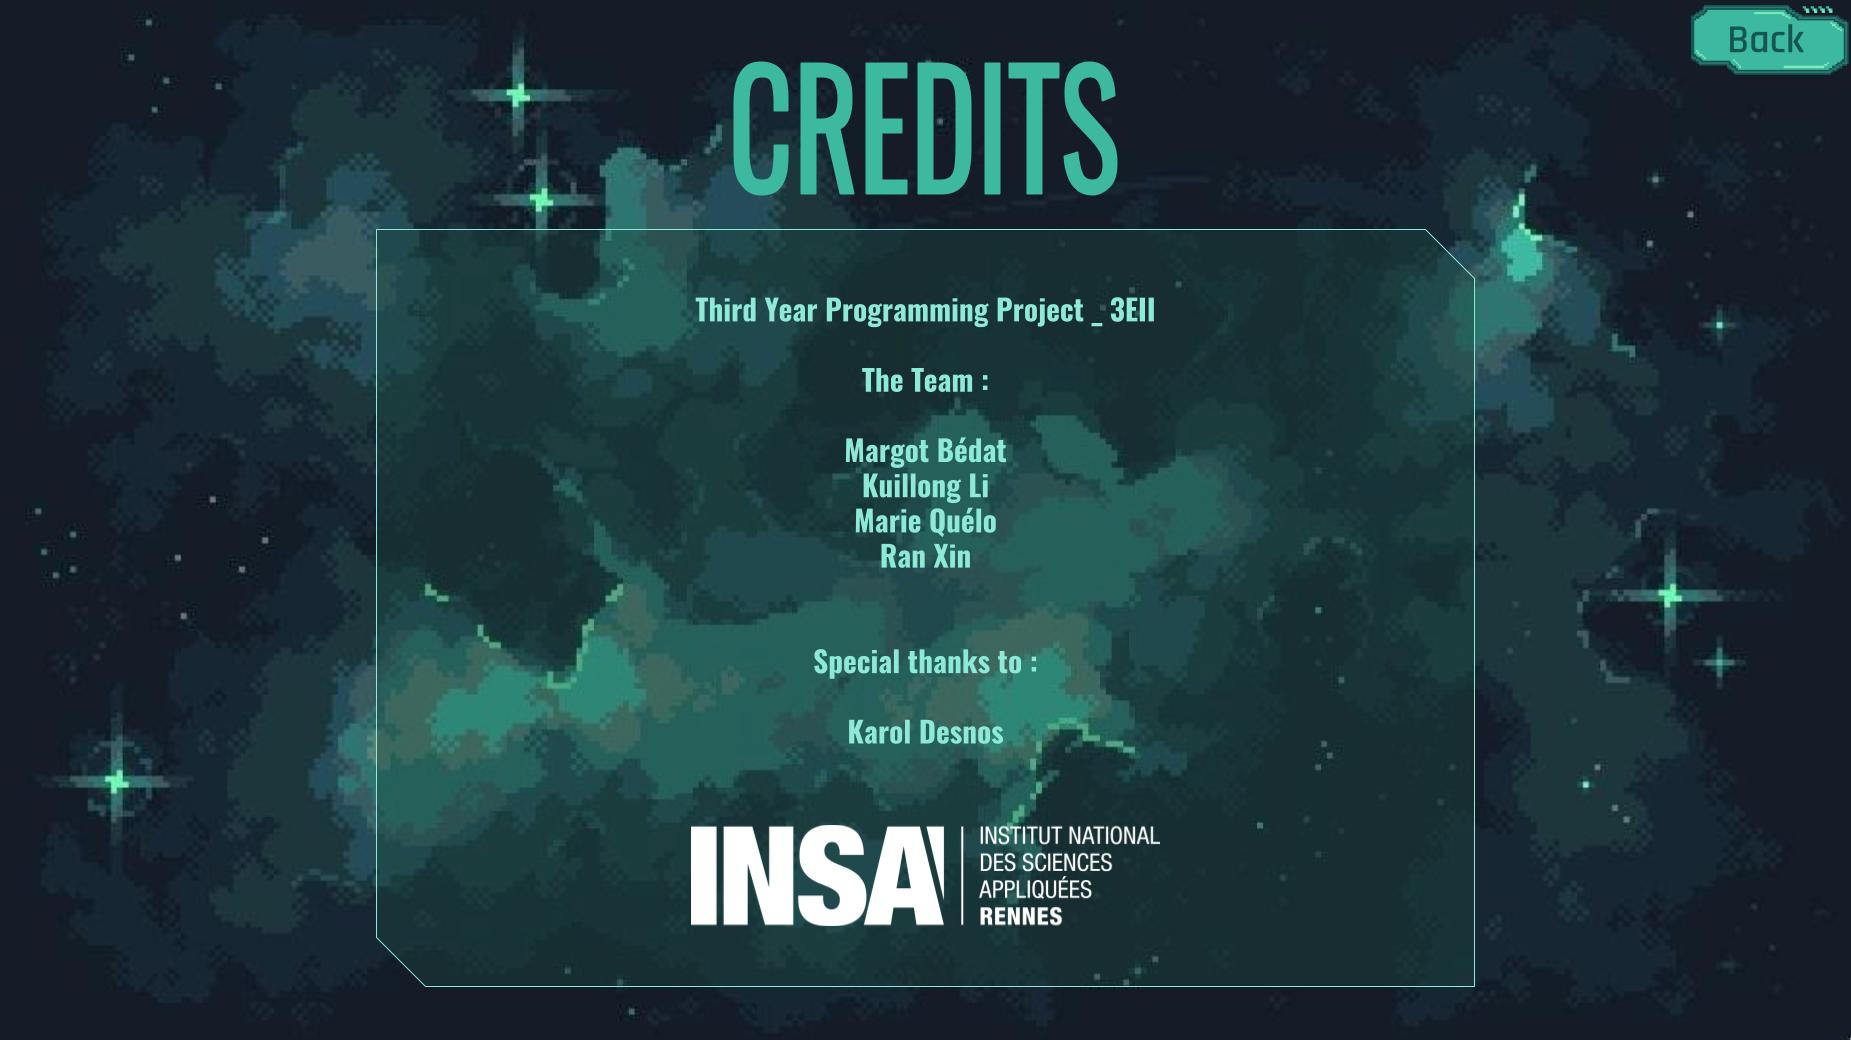 Back
CREDITS
Third Year Programming Project _ 3EII
The Team :
Margot Bédat
Kuillong Li
Marie Quélo
Ran Xin
Special thanks to :
Karol Desnos
INSA
INSTITUT NATIONAL
DES SCIENCES
APPLIQUÉES
RENNES